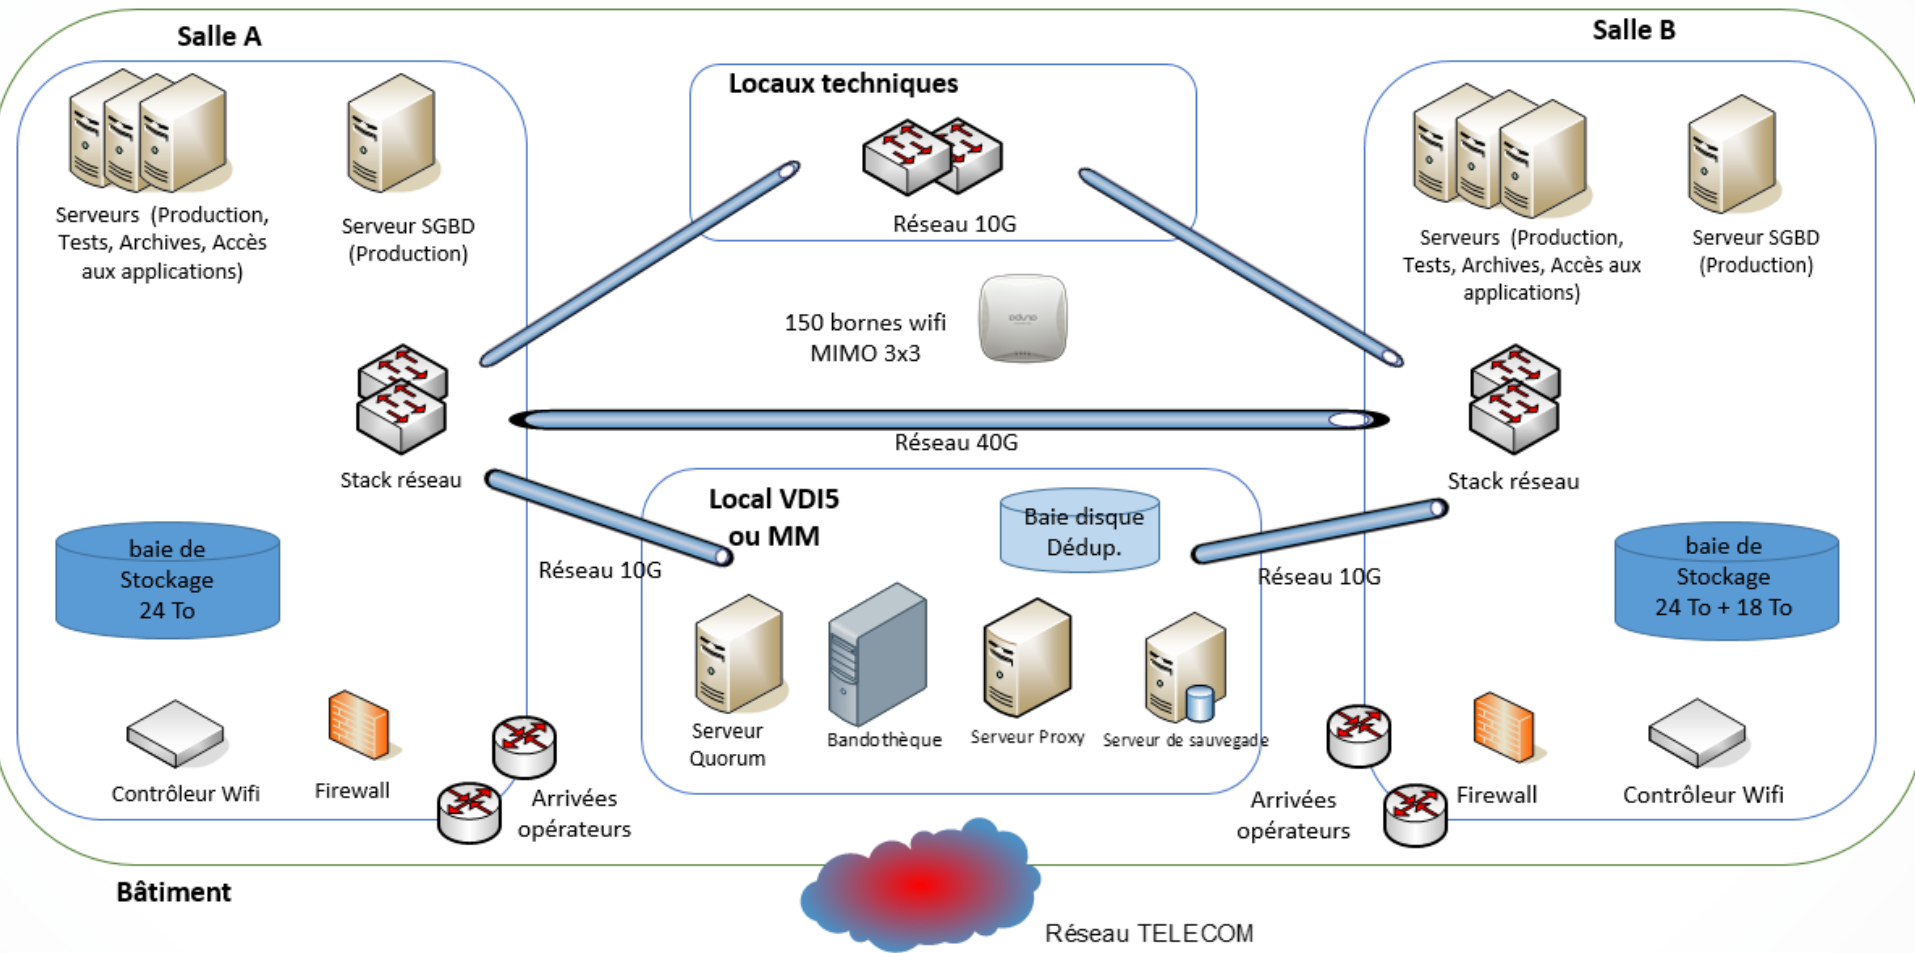 Salle A
Salle B
Locaux techniques
Réseau 10G
Serveurs (Production,
Tests, Archives, Accès
aux applications)
Serveur SGBD
(Production)
Serveurs (Production,
Tests, Archives, Accès aux
applications)
Serveur SGBD
(Production)
150 bornes wifi
MIMO 3x3
Réseau 40G
Stack réseau
Stack réseau
Local VDI5
ou MM
Baie disque
Dédup.
Réseau 10G
Réseau 10G
baie de
Stockage
24 To
baie de
Stockage
24 To + 18 To
Serveur
Quorum
Bandothèque
Serveur Proxy
Serveur de sauvegade
Contrôleur Wifi
Firewall
Arrivées
opérateurs
Arrivées
opérateurs
Firewall
Contrôleur Wifi
Bâtiment
Réseau TELECOM